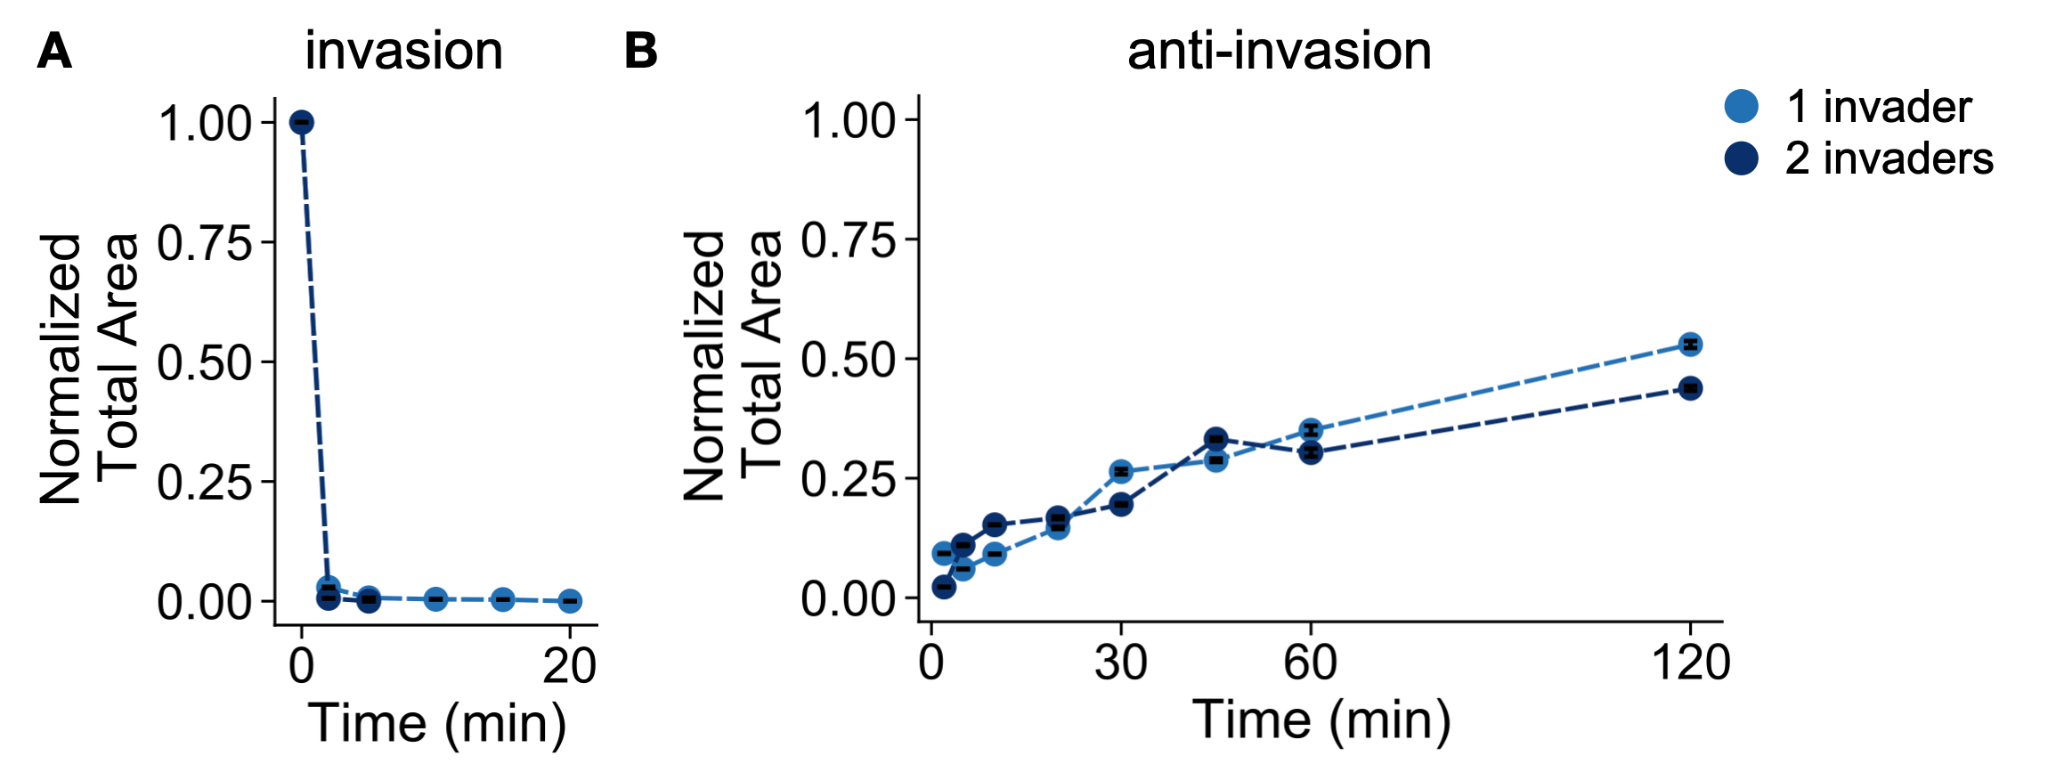 A
invasion
1.00
0.75
0.50
0.25
0.00
Normalized
Total Area
0
20
Time (min)
B
anti-invasion
1.00
0.75
0.50
0.25
0.00
Normalized
Total Area
0
30
60
120
Time (min)
1 invader
2 invaders